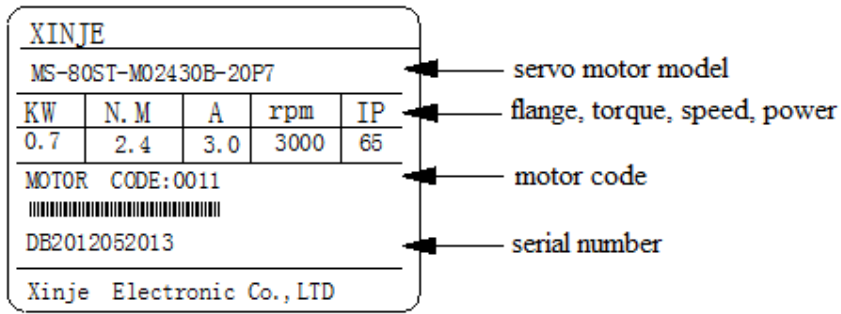 XINJE
MS-80ST-M02430B-20P7
servo motor model
KW N.M A rpm IP
flange, torque, speed, power
0.7 2.4 3.0 3000 65
MOTOR CODE:0011
motor code
DB2012052013
serial number
Xinje Electronic Co.,LTD